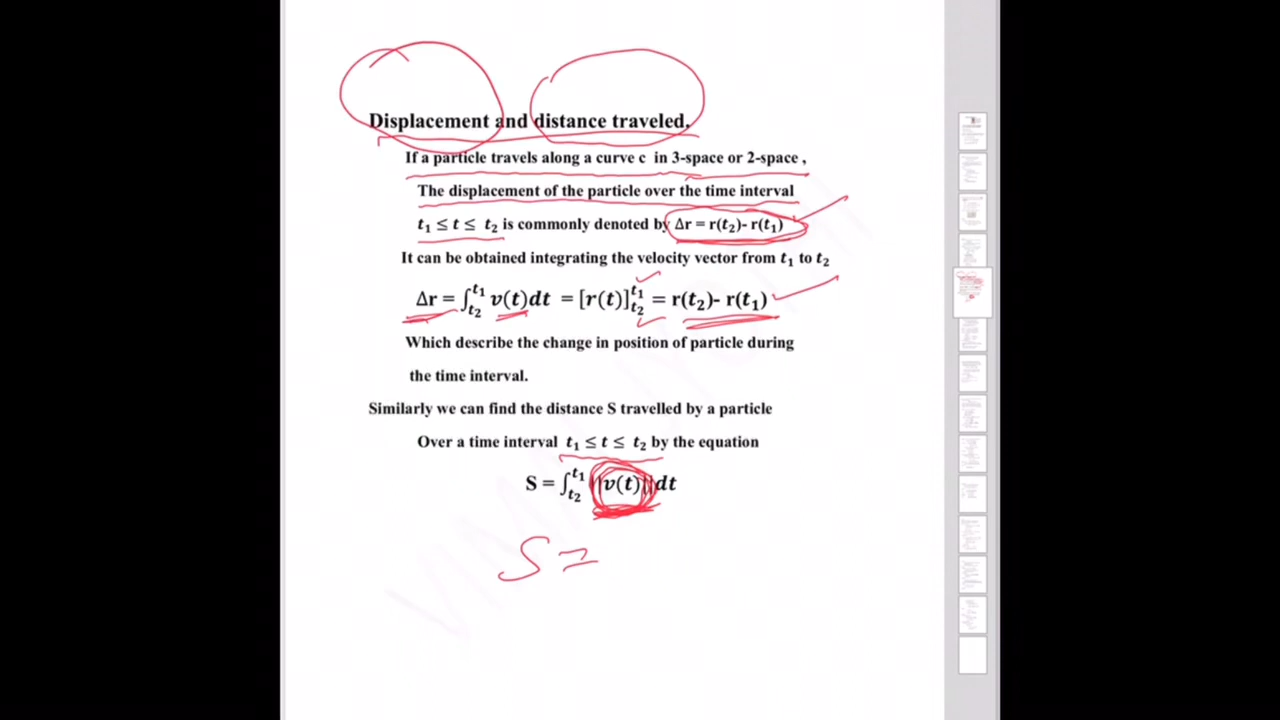 Displacement and distance traveled.
If a particle travels along a curve c in 3-space or 2-space ,
The displacement of the particle over the time interval
t₁ ≤ t ≤ t₂ is commonly denoted by Δr = r(t₂)- r(t₁)
It can be obtained integrating the velocity vector from t₁ to t₂
Δr = ∫_{t₂}^{t₁} v(t)dt = [r(t)]_{t₂}^{t₁} = r(t₂)- r(t₁)
Which describe the change in position of particle during
the time interval.
Similarly we can find the distance S travelled by a particle
Over a time interval t₁ ≤ t ≤ t₂ by the equation
S = ∫_{t₂}^{t₁} ||v(t)||dt
S =